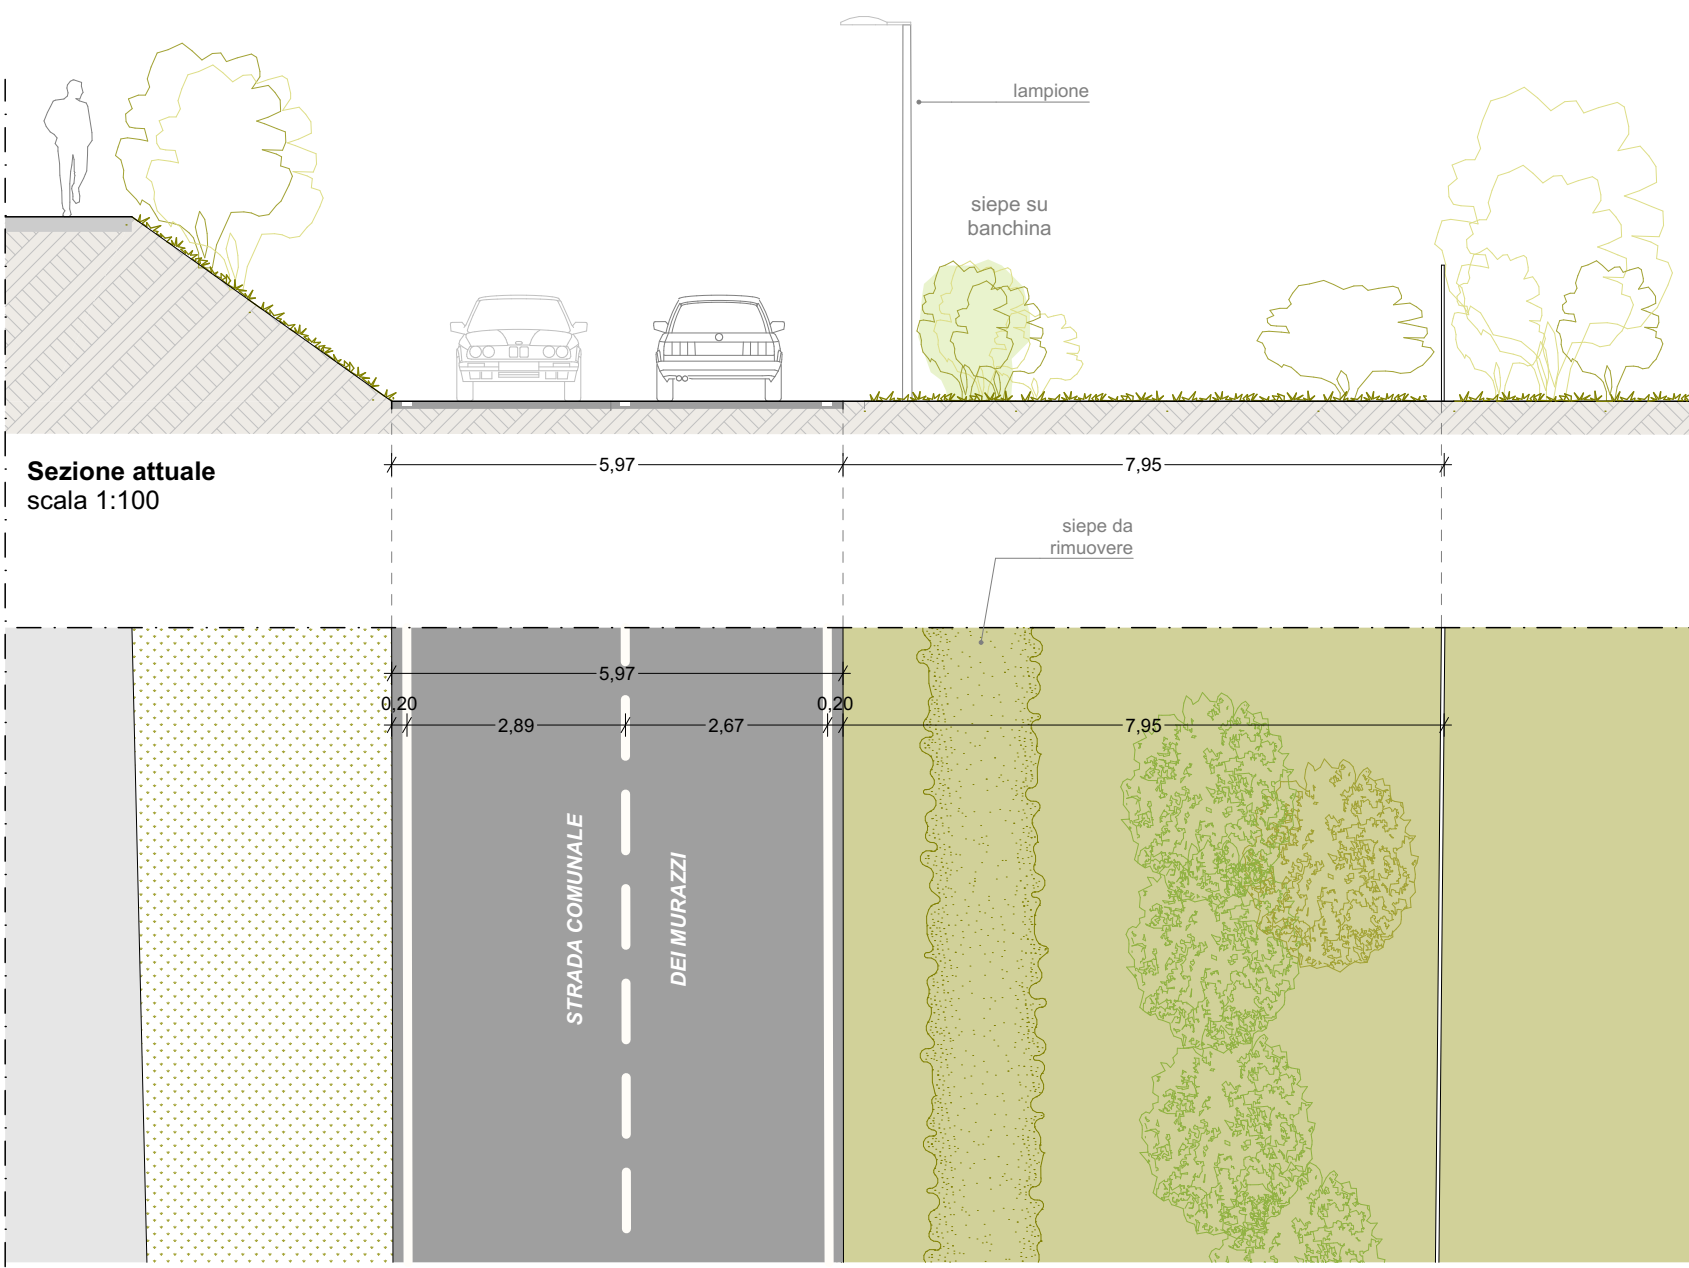 lampione
siepe su
banchina
Sezione attuale
scala 1:100
5,97
7,95
siepe da
rimuovere
5,97
0,20
0,20
2,89
2,67
7,95
STRADA COMUNALE
DEI MURAZZI